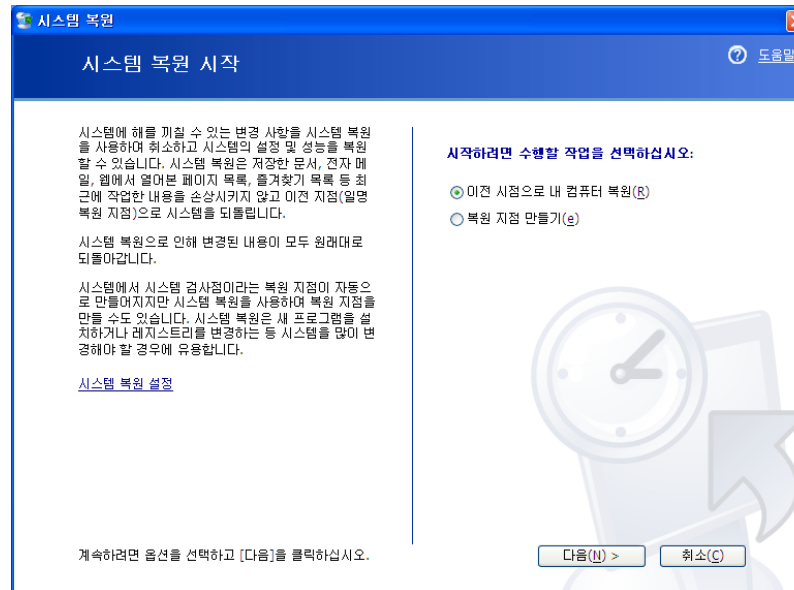 시스템 복원
시스템 복원 시작
도움말
시스템에 해를 끼칠 수 있는 변경 사항을 시스템 복원
을 사용하여 취소하고 시스템의 설정 및 성능을 복원
할 수 있습니다. 시스템 복원은 저장한 문서, 전자 메
일, 웹에서 열어본 페이지 목록, 즐겨찾기 목록 등 최
근에 작업한 내용을 손상시키지 않고 이전 지점(일명
복원 지점)으로 시스템을 되돌립니다.
시스템 복원으로 인해 변경된 내용이 모두 원래대로
되돌아갑니다.
시스템에서 시스템 검사점이라는 복원 지점이 자동으
로 만들어지지만 시스템 복원을 사용하여 복원 지점을
만들 수도 있습니다. 시스템 복원은 새 프로그램을 설
치하거나 레지스트리를 변경하는 등 시스템을 많이 변
경해야 할 경우에 유용합니다.
시스템 복원 설정
시작하려면 수행할 작업을 선택하십시오:
이전 시점으로 내 컴퓨터 복원(R)
복원 지점 만들기(e)
계속하려면 옵션을 선택하고 [다음]을 클릭하십시오.
다음(N) >
취소(C)